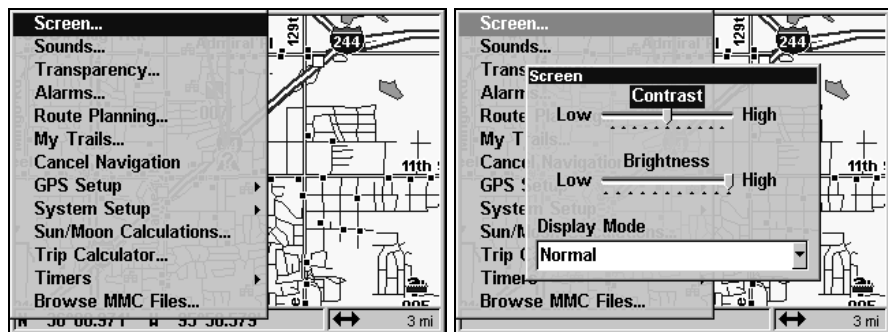 Screen...
Sounds...
Transparency...
Alarms...
Route Planning...
My Trails...
Cancel Navigation
GPS Setup
System Setup
Sun/Moon Calculations...
Trip Calculator...
Timers
Browse MMC Files...
129t
244
11th
3 mi
Screen...
Sounds...
Screen
Contrast
Low High
Brightness
Low High
Display Mode
Normal
Browse MMC Files...
129t
244
11th
3 mi